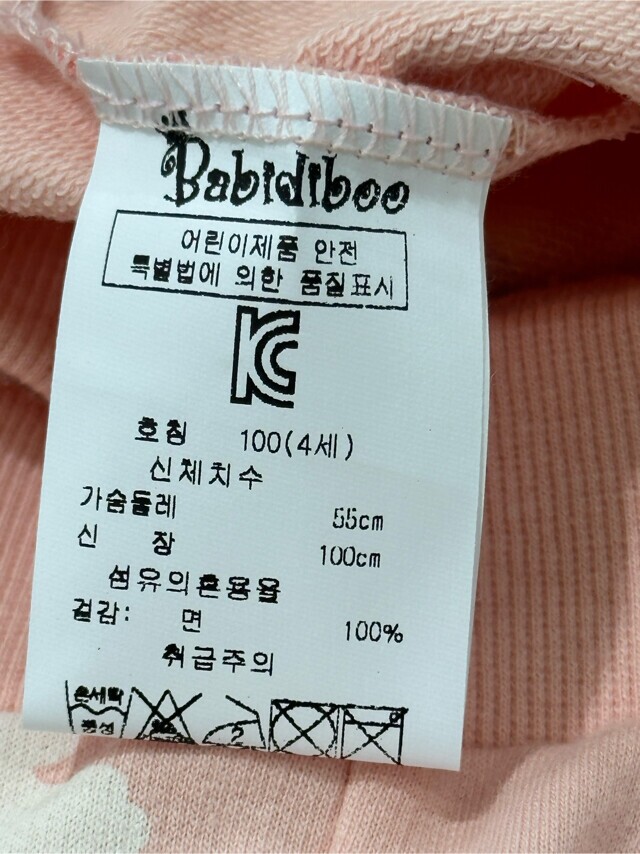 Babidiboo
어린이제품 안전
특별법에 의한 품질표시
KC
호칭 100(4세)
신체치수
가슴둘레 55cm
신 장 100cm
섬유의혼용율
겉감: 면 100%
취급주의
손세탁
중성
2